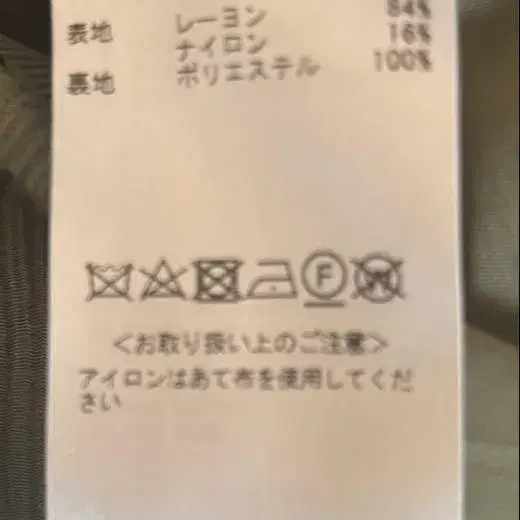 表地 レーヨン 84%
ナイロン 16%
裏地 ポリエステル 100%
F W
<お取り扱い上のご注意>
アイロンはあて布を使用してくだ
さい